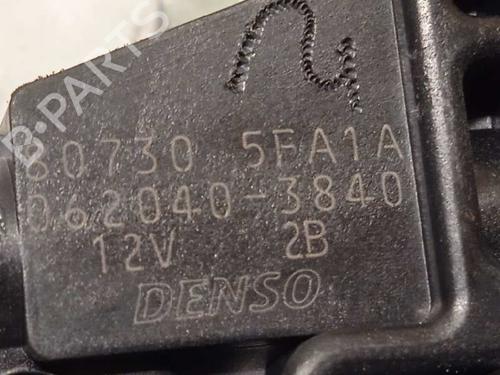 B-PARTS
80730 5FA1A
062040-3840
12V 2B
DENSO